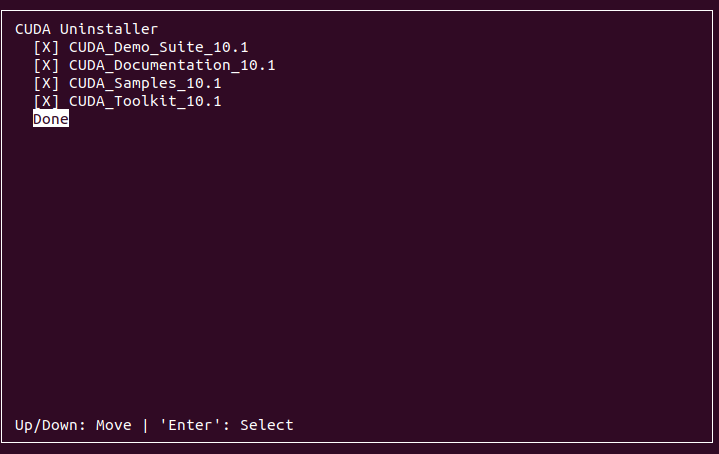 CUDA Uninstaller
[X] CUDA_Demo_Suite_10.1
[X] CUDA_Documentation_10.1
[X] CUDA_Samples_10.1
[X] CUDA_Toolkit_10.1
Done
Up/Down: Move | 'Enter': Select